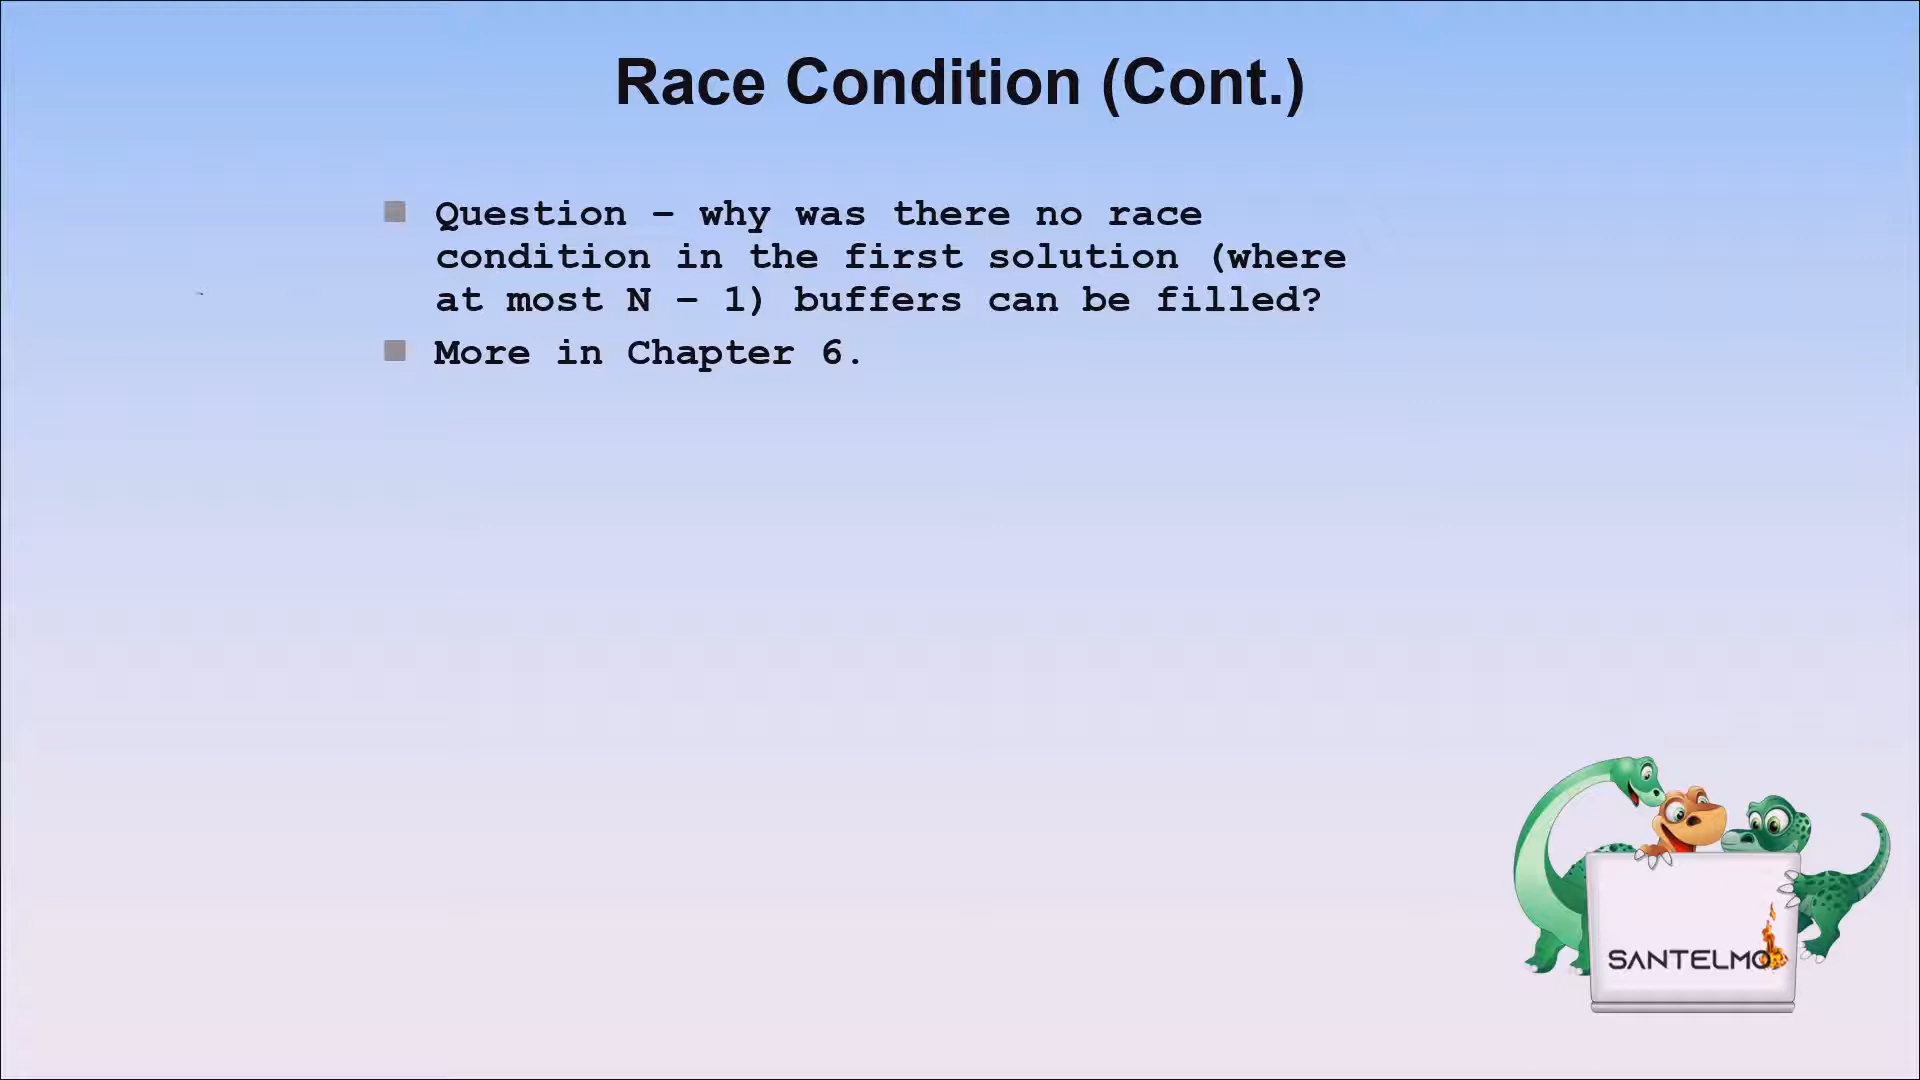 Race Condition (Cont.)
Question – why was there no race
condition in the first solution (where
at most N – 1) buffers can be filled?
More in Chapter 6.
SANTELMO